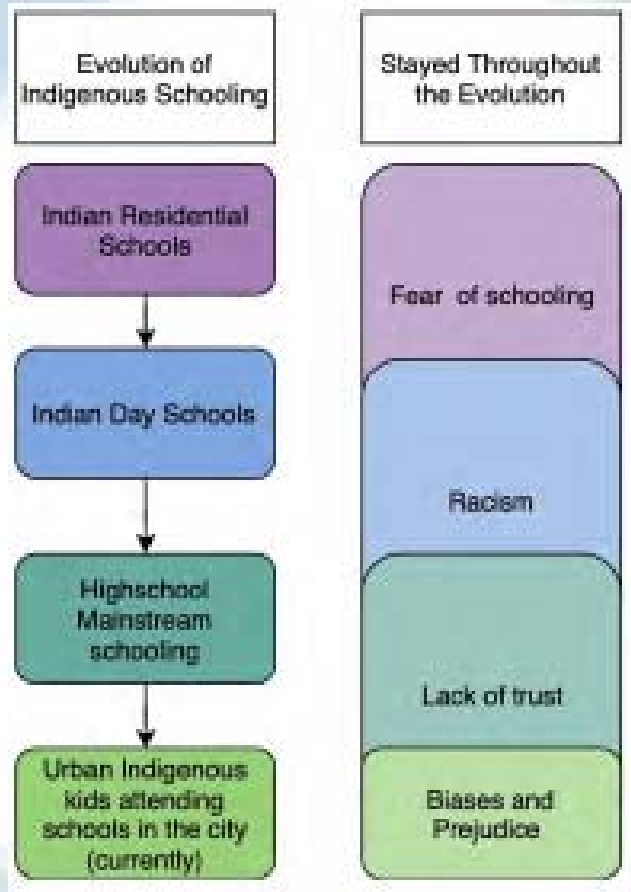 Evolution of
Indigenous Schooling
Indian Residential
Schools
Indian Day Schools
Highschool
Mainstream
schooling
Urban Indigenous
kids attending
schools in the city
(currently)
Stayed Throughout
the Evolution
Fear of schooling
Racism
Lack of trust
Biases and
Prejudice